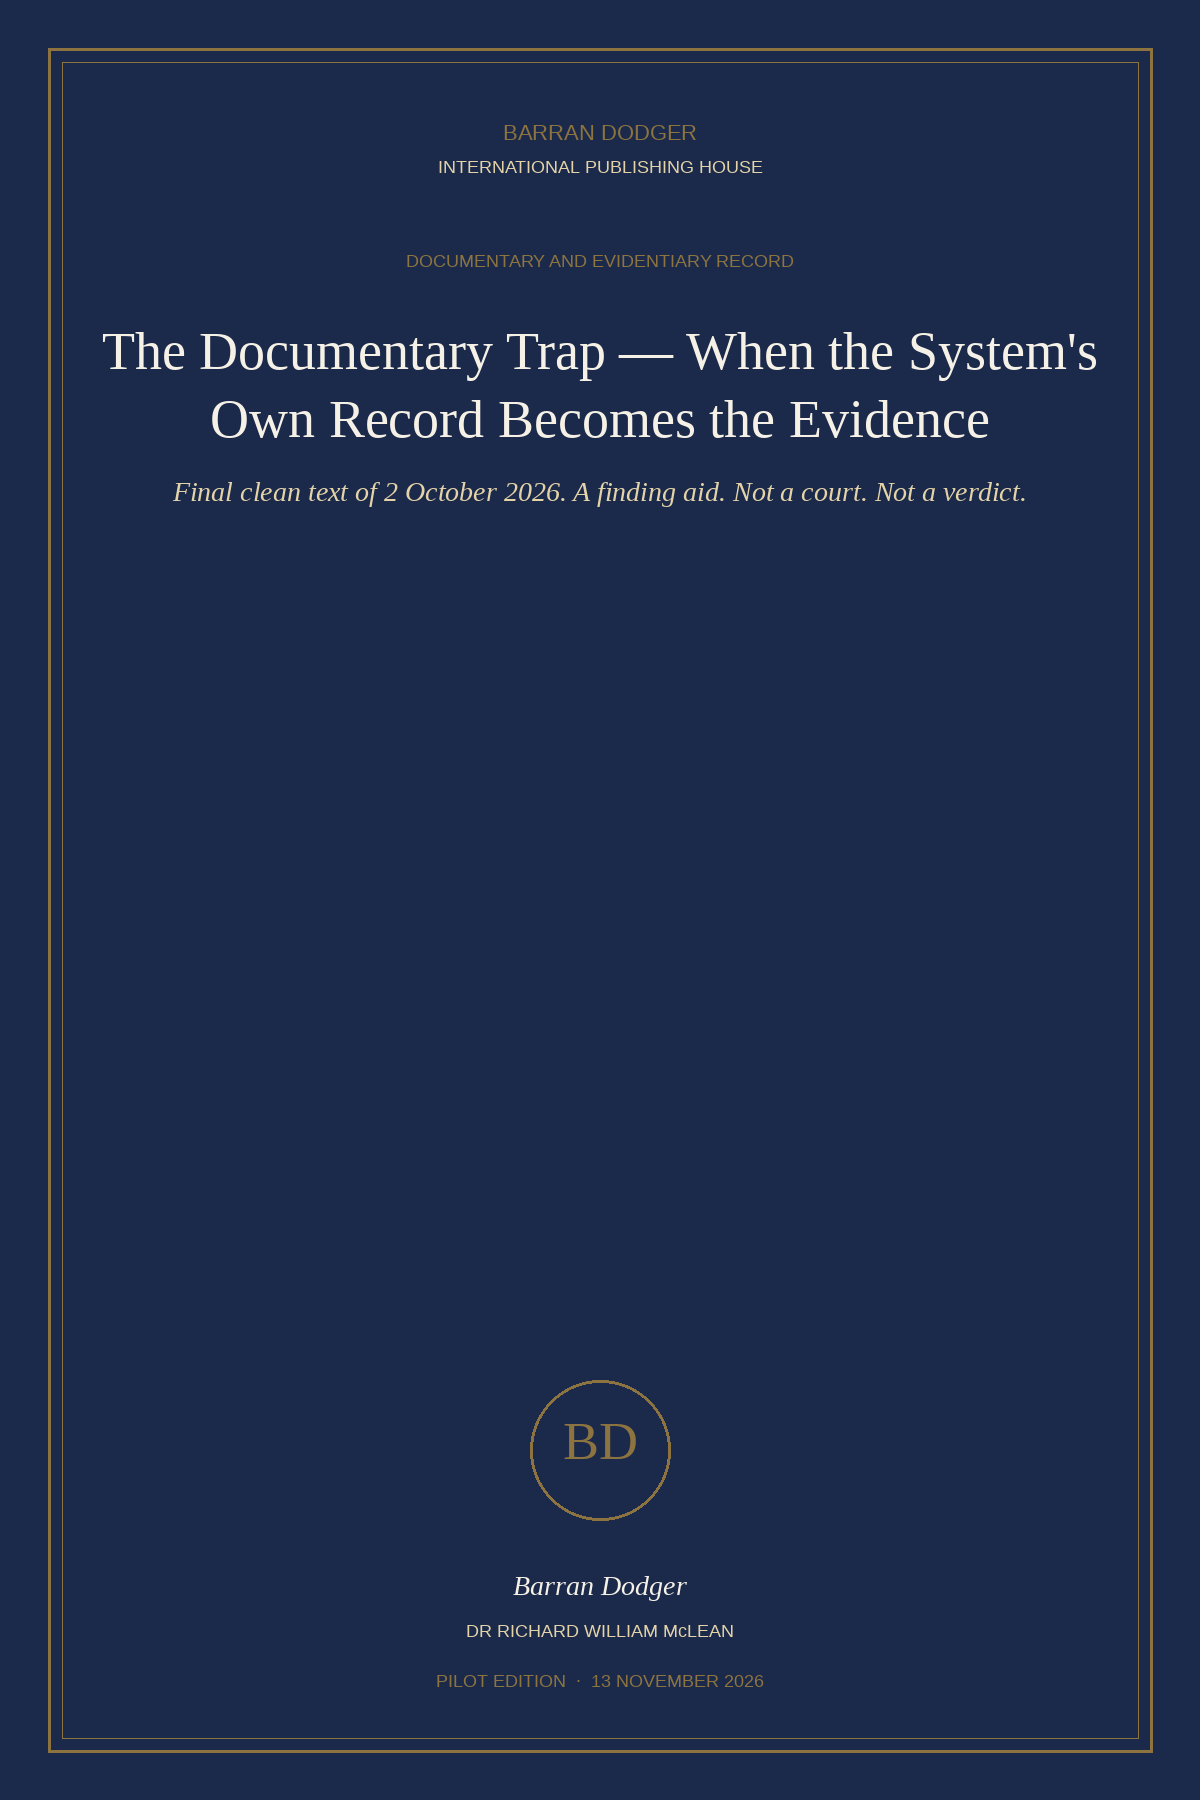 BARRAN DODGER
INTERNATIONAL PUBLISHING HOUSE
DOCUMENTARY AND EVIDENTIARY RECORD
The Documentary Trap — When the System's
Own Record Becomes the Evidence
Final clean text of 2 October 2026. A finding aid. Not a court. Not a verdict.
BD
Barran Dodger
DR RICHARD WILLIAM McLEAN
PILOT EDITION · 13 NOVEMBER 2026